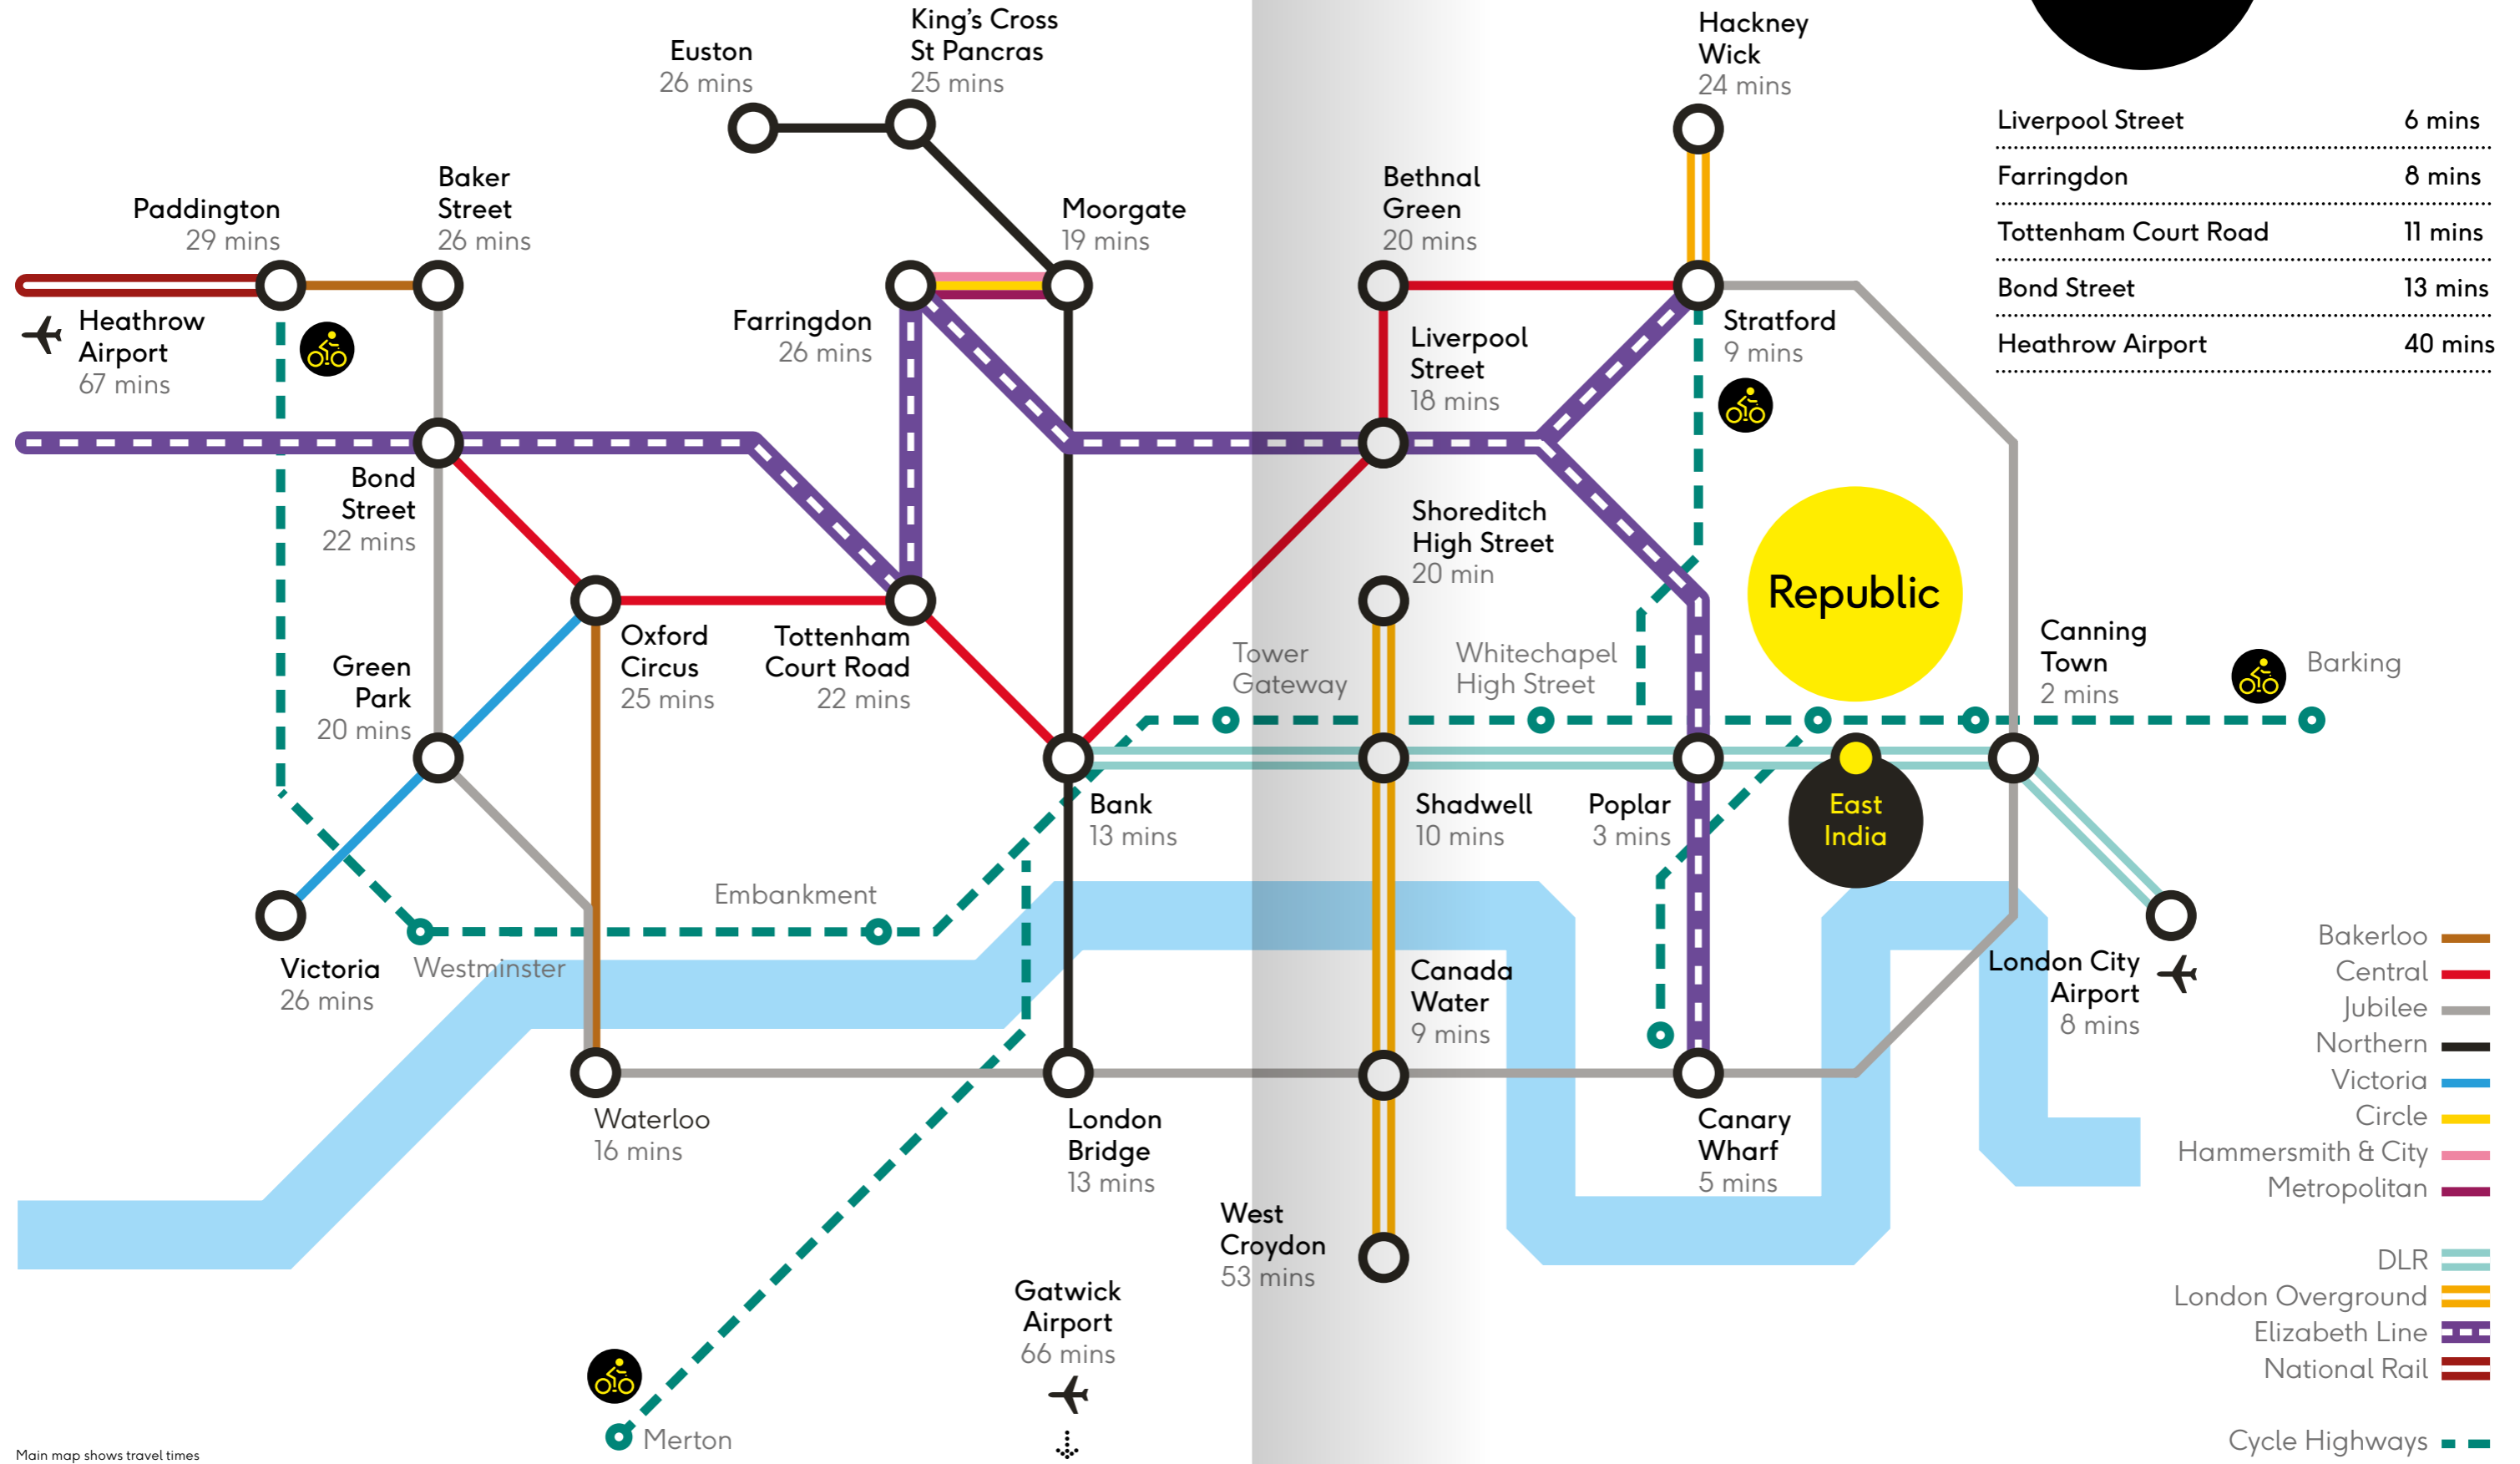 King's Cross
St Pancras
25 mins
Euston
26 mins
Hackney
Wick
24 mins
Liverpool Street 6 mins
Farringdon 8 mins
Tottenham Court Road 11 mins
Bond Street 13 mins
Heathrow Airport 40 mins
Paddington
29 mins
Baker
Street
26 mins
Moorgate
19 mins
Bethnal
Green
20 mins
Heathrow
Airport
67 mins
Farringdon
26 mins
Liverpool
Street
18 mins
Stratford
9 mins
Bond
Street
22 mins
Shoreditch
High Street
20 min
Republic
Green
Park
20 mins
Oxford
Circus
25 mins
Tottenham
Court Road
22 mins
Tower
Gateway
Whitechapel
High Street
Canning
Town
2 mins
Barking
Bank
13 mins
Shadwell
10 mins
Poplar
3 mins
East
India
Embankment
Victoria
26 mins
Westminster
Canada
Water
9 mins
London City
Airport
8 mins
Waterloo
16 mins
London
Bridge
13 mins
Canary
Wharf
5 mins
West
Croydon
53 mins
Gatwick
Airport
66 mins
Merton
Bakerloo
Central
Jubilee
Northern
Victoria
Circle
Hammersmith & City
Metropolitan
DLR
London Overground
Elizabeth Line
National Rail
Cycle Highways
Main map shows travel times